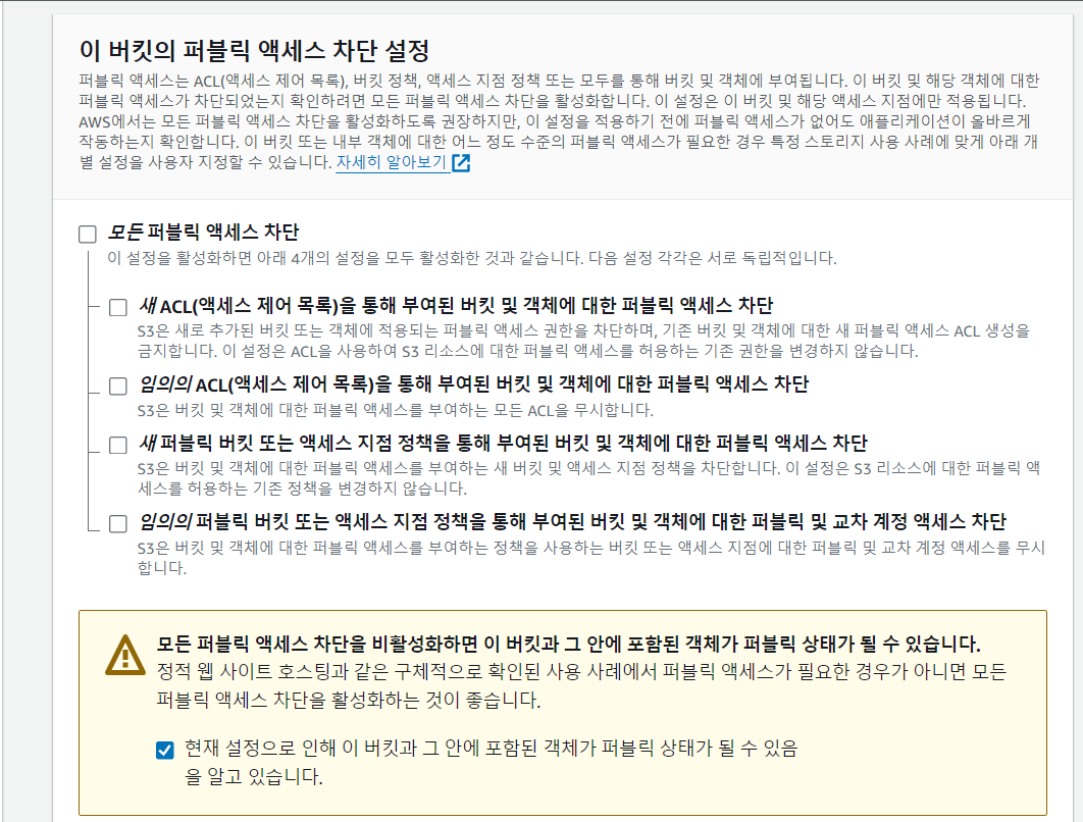 이 버킷의 퍼블릭 액세스 차단 설정
퍼블릭 액세스는 ACL(액세스 제어 목록), 버킷 정책, 액세스 지점 정책 또는 모두를 통해 버킷 및 객체에 부여됩니다. 이 버킷 및 해당 객체에 대한
퍼블릭 액세스가 차단되었는지 확인하려면 모든 퍼블릭 액세스 차단을 활성화합니다. 이 설정은 이 버킷 및 해당 액세스 지점에만 적용됩니다.
AWS에서는 모든 퍼블릭 액세스 차단을 활성화하도록 권장하지만, 이 설정을 적용하기 전에 퍼블릭 액세스가 없어도 애플리케이션이 올바르게
작동하는지 확인합니다. 이 버킷 또는 내부 객체에 대한 어느 정도 수준의 퍼블릭 액세스가 필요한 경우 특정 스토리지 사용 사례에 맞게 아래 개
별 설정을 사용자 지정할 수 있습니다. 자세히 알아보기
모든 퍼블릭 액세스 차단
이 설정을 활성화하면 아래 4개의 설정을 모두 활성화한 것과 같습니다. 다음 설정 각각은 서로 독립적입니다.
새 ACL(액세스 제어 목록)을 통해 부여된 버킷 및 객체에 대한 퍼블릭 액세스 차단
S3은 새로 추가된 버킷 또는 객체에 적용되는 퍼블릭 액세스 권한을 차단하며, 기존 버킷 및 객체에 대한 새 퍼블릭 액세스 ACL 생성을
금지합니다. 이 설정은 ACL을 사용하여 S3 리소스에 대한 퍼블릭 액세스를 허용하는 기존 권한을 변경하지 않습니다.
임의의 ACL(액세스 제어 목록)을 통해 부여된 버킷 및 객체에 대한 퍼블릭 액세스 차단
S3은 버킷 및 객체에 대한 퍼블릭 액세스를 부여하는 모든 ACL을 무시합니다.
새 퍼블릭 버킷 또는 액세스 지점 정책을 통해 부여된 버킷 및 객체에 대한 퍼블릭 액세스 차단
S3은 버킷 및 객체에 대한 퍼블릭 액세스를 부여하는 새 버킷 및 액세스 지점 정책을 차단합니다. 이 설정은 S3 리소스에 대한 퍼블릭 액
세스를 허용하는 기존 정책을 변경하지 않습니다.
임의의 퍼블릭 버킷 또는 액세스 지점 정책을 통해 부여된 버킷 및 객체에 대한 퍼블릭 및 교차 계정 액세스 차단
S3은 버킷 및 객체에 대한 퍼블릭 액세스를 부여하는 정책을 사용하는 버킷 또는 액세스 지점에 대한 퍼블릭 및 교차 계정 액세스를 무시
합니다.
모든 퍼블릭 액세스 차단을 비활성화하면 이 버킷과 그 안에 포함된 객체가 퍼블릭 상태가 될 수 있습니다.
정적 웹 사이트 호스팅과 같은 구체적으로 확인된 사용 사례에서 퍼블릭 액세스가 필요한 경우가 아니면 모든
퍼블릭 액세스 차단을 활성화하는 것이 좋습니다.
현재 설정으로 인해 이 버킷과 그 안에 포함된 객체가 퍼블릭 상태가 될 수 있음
을 알고 있습니다.